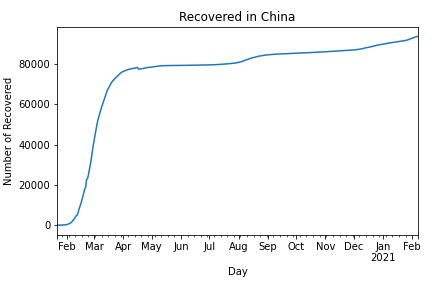 Recovered in China
Number of Recovered
80000
60000
40000
20000
0
Feb Mar Apr May Jun Jul Aug Sep Oct Nov Dec Jan Feb
2021
Day